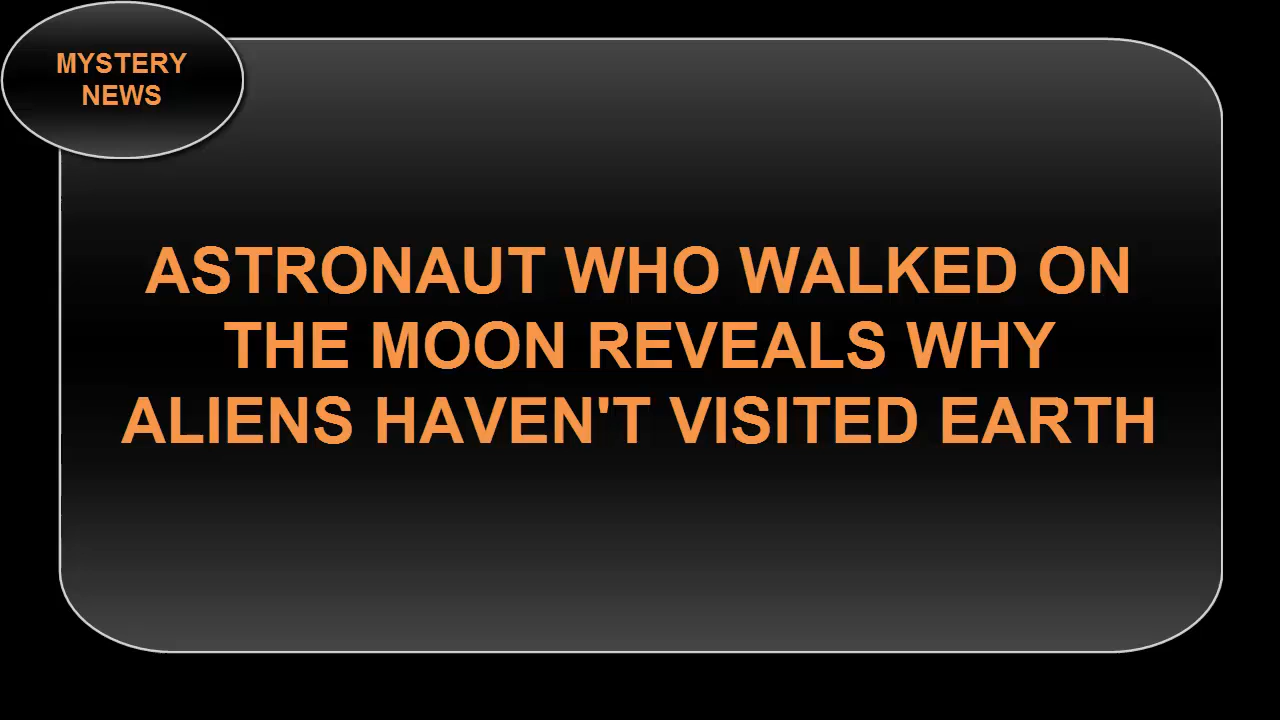 MYSTERY
NEWS
ASTRONAUT WHO WALKED ON
THE MOON REVEALS WHY
ALIENS HAVEN'T VISITED EARTH